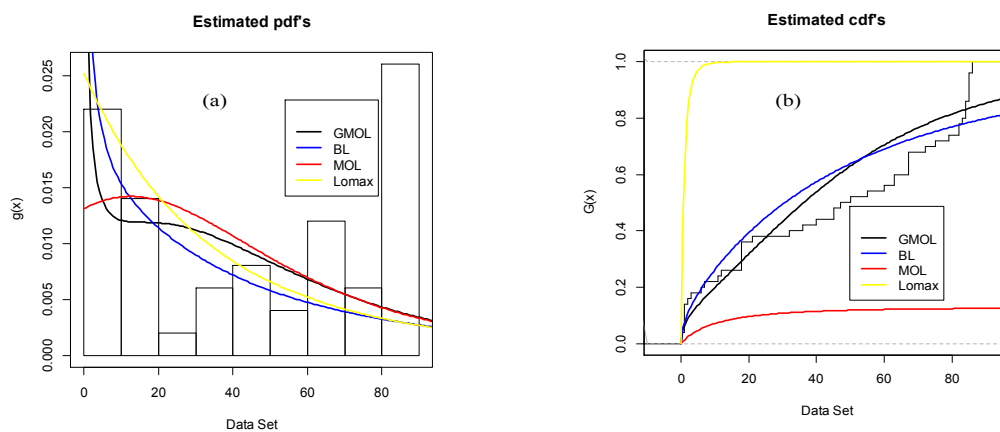 Estimated pdf's
g(x)
0.025
0.020
0.015
0.010
0.005
0.000
(a)
GMOL
BL
MOL
Lomax
0
20
40
60
80
Data Set
Estimated cdf's
G(x)
1.0
0.8
0.6
0.4
0.2
0.0
(b)
GMOL
BL
MOL
Lomax
0
20
40
60
80
Data Set